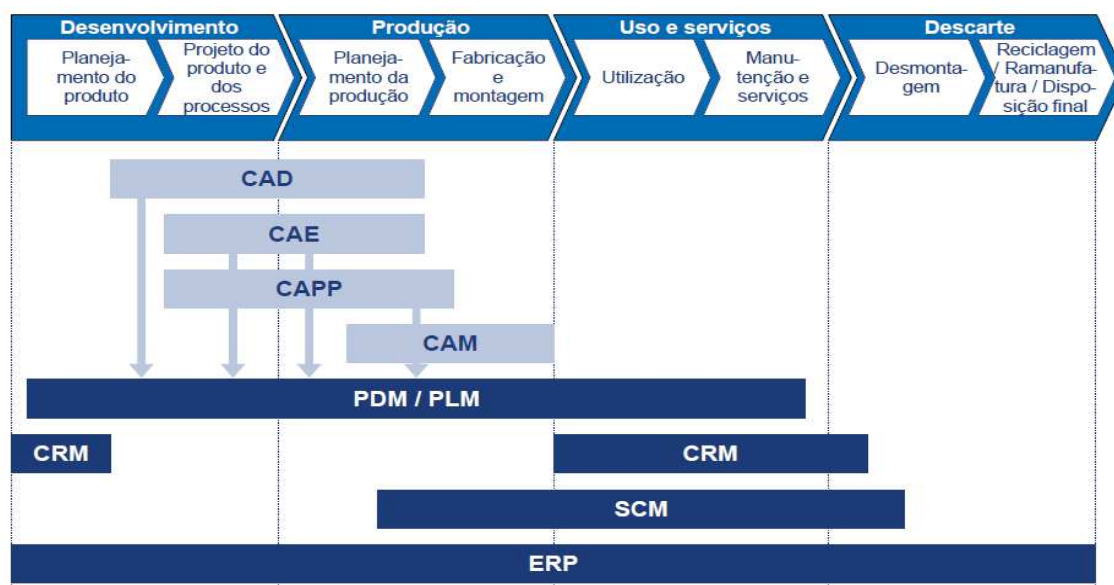 Desenvolvimento
Planeja-
mento do
produto
Projeto do
produto e
dos
processos
Produção
Planeja-
mento da
produção
Fabricação
e
montagem
Uso e serviços
Utilização
Manu-
tenção e
serviços
Descarte
Desmonta-
gem
Reciclagem
/ Ramanufa-
tura / Dispo-
sição final
CAD
CAE
CAPP
CAM
PDM / PLM
CRM
CRM
SCM
ERP